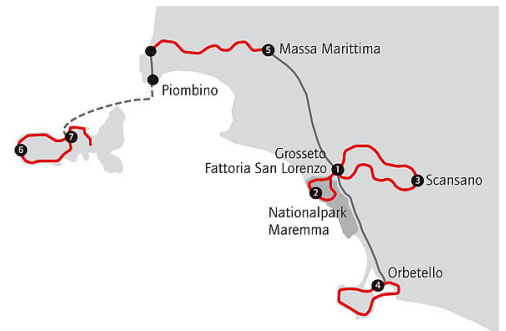 5 Massa Marittima
Piombino
7
6
Grosseto
Fattoria San Lorenzo 1
3 Scansano
2
Nationalpark
Maremma
Orbetello
4